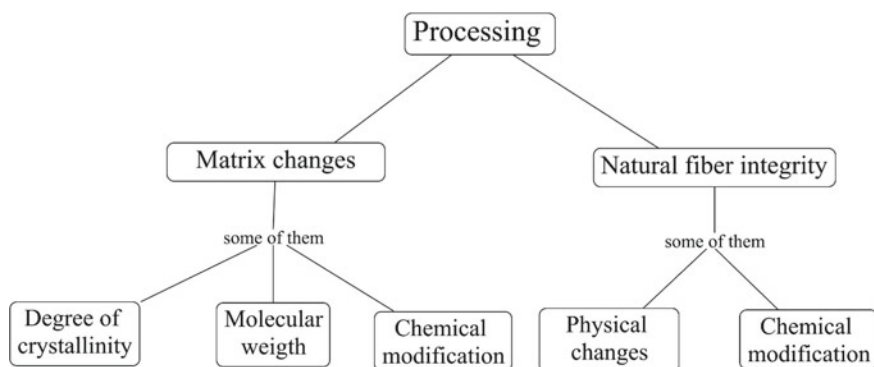 Processing
Matrix changes
Natural fiber integrity
some of them
some of them
Degree of
crystallinity
Molecular
weigth
Chemical
modification
Physical
changes
Chemical
modification